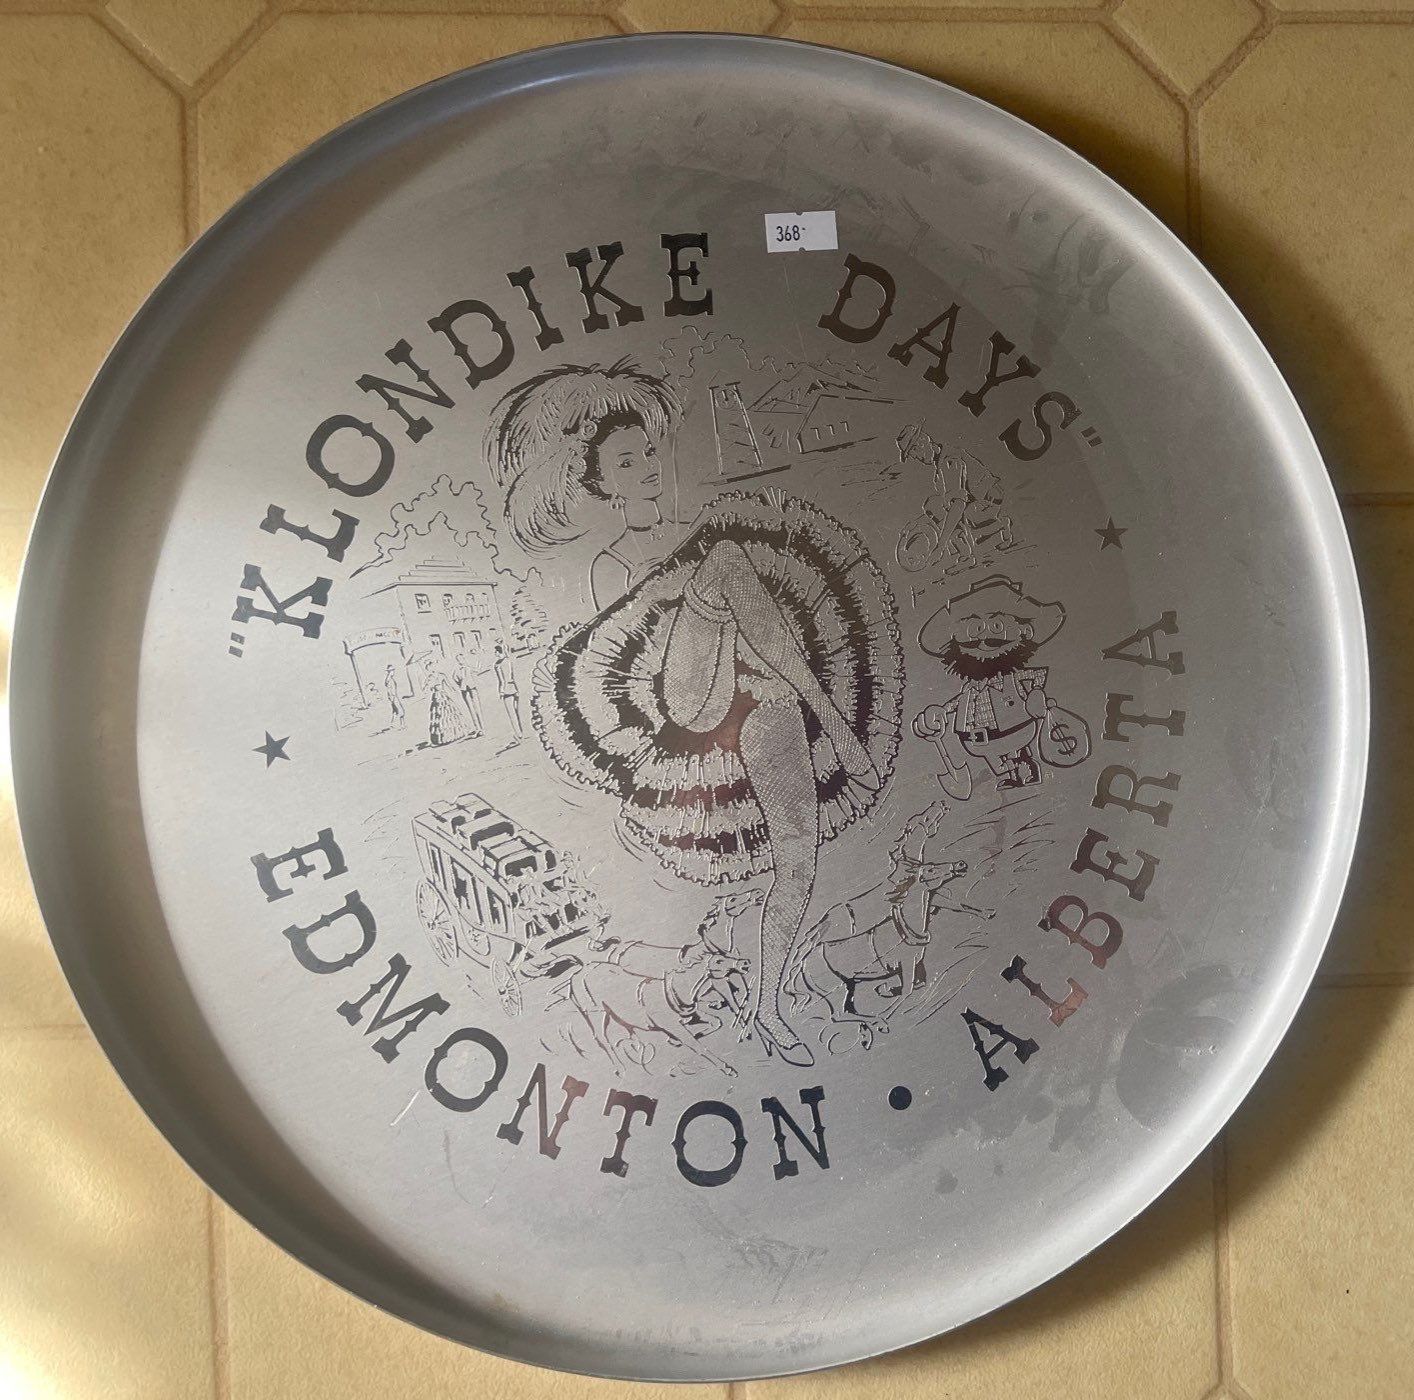 368-
"KLONDIKE DAYS"
★ EDMONTON • ALBERTA ★
$